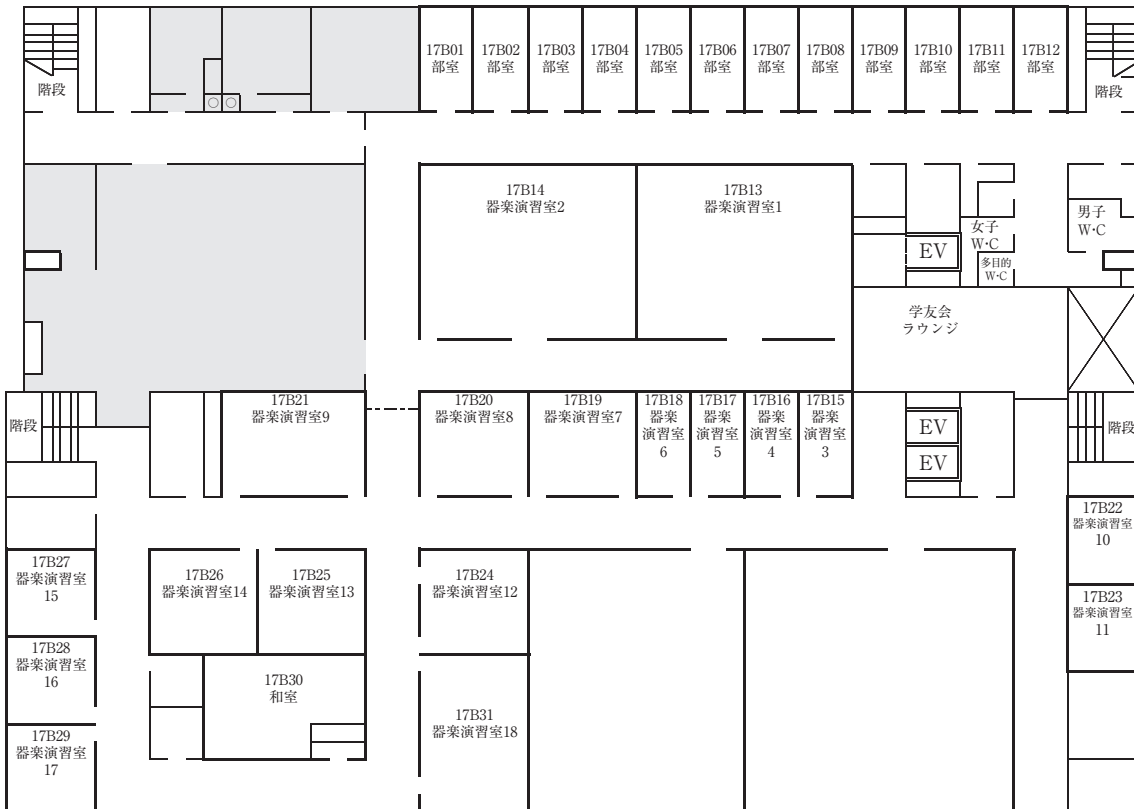 階段
17B01
部室
17B02
部室
17B03
部室
17B04
部室
17B05
部室
17B06
部室
17B07
部室
17B08
部室
17B09
部室
17B10
部室
17B11
部室
17B12
部室
階段
17B14
器楽演習室2
17B13
器楽演習室1
EV
女子
W·C
多目的
W·C
男子
W·C
学友会
ラウンジ
階段
17B21
器楽演習室9
17B20
器楽演習室8
17B19
器楽演習室7
17B18
器楽
演習室
6
17B17
器楽
演習室
5
17B16
器楽
演習室
4
17B15
器楽
演習室
3
EV
EV
階段
17B22
器楽演習室
10
17B27
器楽演習室
15
17B26
器楽演習室14
17B25
器楽演習室13
17B24
器楽演習室12
17B23
器楽演習室
11
17B28
器楽演習室
16
17B30
和室
17B31
器楽演習室18
17B29
器楽演習室
17